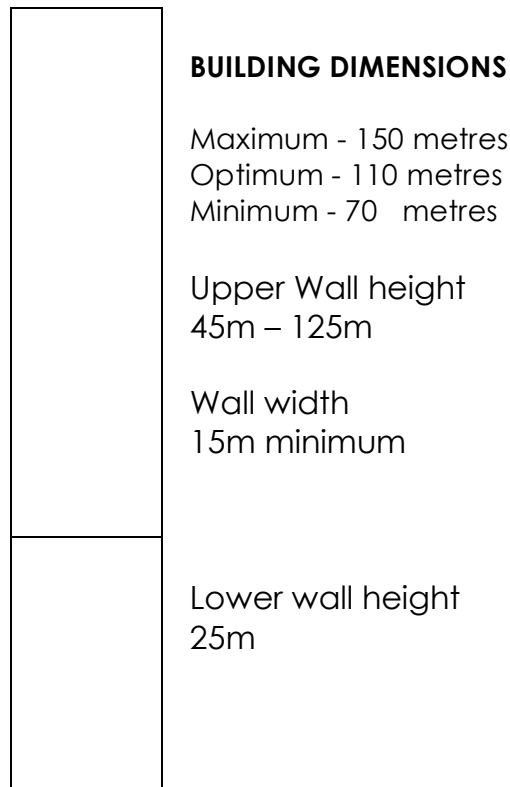 BUILDING DIMENSIONS
Maximum - 150 metres
Optimum - 110 metres
Minimum - 70   metres
Upper Wall height
45m – 125m
Wall width
15m minimum
Lower wall height
25m